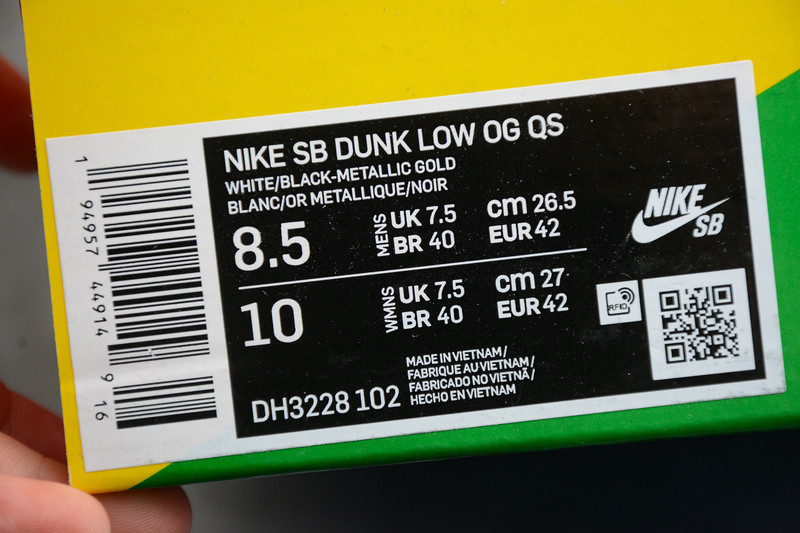 NIKE SB DUNK LOW OG QS
WHITE/BLACK-METALLIC GOLD
BLANC/OR METALLIQUE/NOIR
8.5
MENS
UK 7.5
BR 40
cm 26.5
EUR 42
NIKE
SB
10
WMNS
UK 7.5
BR 40
cm 27
EUR 42
RFID
DH3228 102
MADE IN VIETNAM/
FABRIQUE AU VIETNAM/
FABRICADO NO VIETNÃ/
HECHO EN VIETNAM
1 94957 44914 9 16